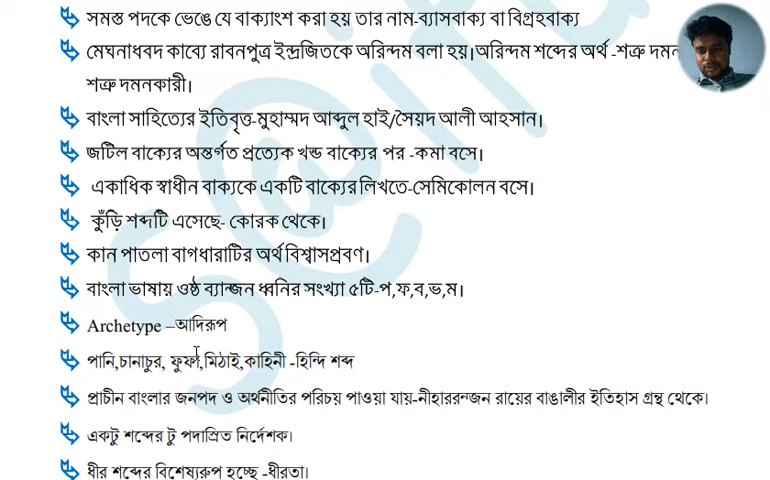 সমস্ত পদকে ভেঙে যে বাক্যাংশ করা হয় তার নাম-ব্যাসবাক্য বা বিগ্রহবাক্য
মেঘনাধবদ কাব্যে রাবনপুত্র ইন্দ্রজিতকে অরিন্দম বলা হয়।অরিন্দম শব্দের অর্থ -শত্রু দমন
শত্রু দমনকারী।
বাংলা সাহিত্যের ইতিবৃত্ত-মুহাম্মদ আব্দুল হাই/সৈয়দ আলী আহসান।
জটিল বাক্যের অন্তর্গত প্রত্যেক খন্ড বাক্যের পর -কমা বসে।
একাধিক স্বাধীন বাক্যকে একটি বাক্যের লিখতে-সেমিকোলন বসে।
কুঁড়ি শব্দটি এসেছে- কোরক থেকে।
কান পাতলা বাগধারাটির অর্থ বিশ্বাসপ্রবণ।
বাংলা ভাষায় ওষ্ঠ ব্যান্জন ধ্বনির সংখ্যা ৫টি-প,ফ,ব,ভ,ম।
Archetype –আদিরূপ
পানি,চানাচুর, ফুফা,মিঠাই,কাহিনী -হিন্দি শব্দ
প্রাচীন বাংলার জনপদ ও অর্থনীতির পরিচয় পাওয়া যায়-নীহাররন্জন রায়ের বাঙালীর ইতিহাস গ্রন্থ থেকে।
একটু শব্দের টু পদাস্রিত নির্দেশক।
ধীর শব্দের বিশেষ্যরুপ হচ্ছে -ধীরতা।